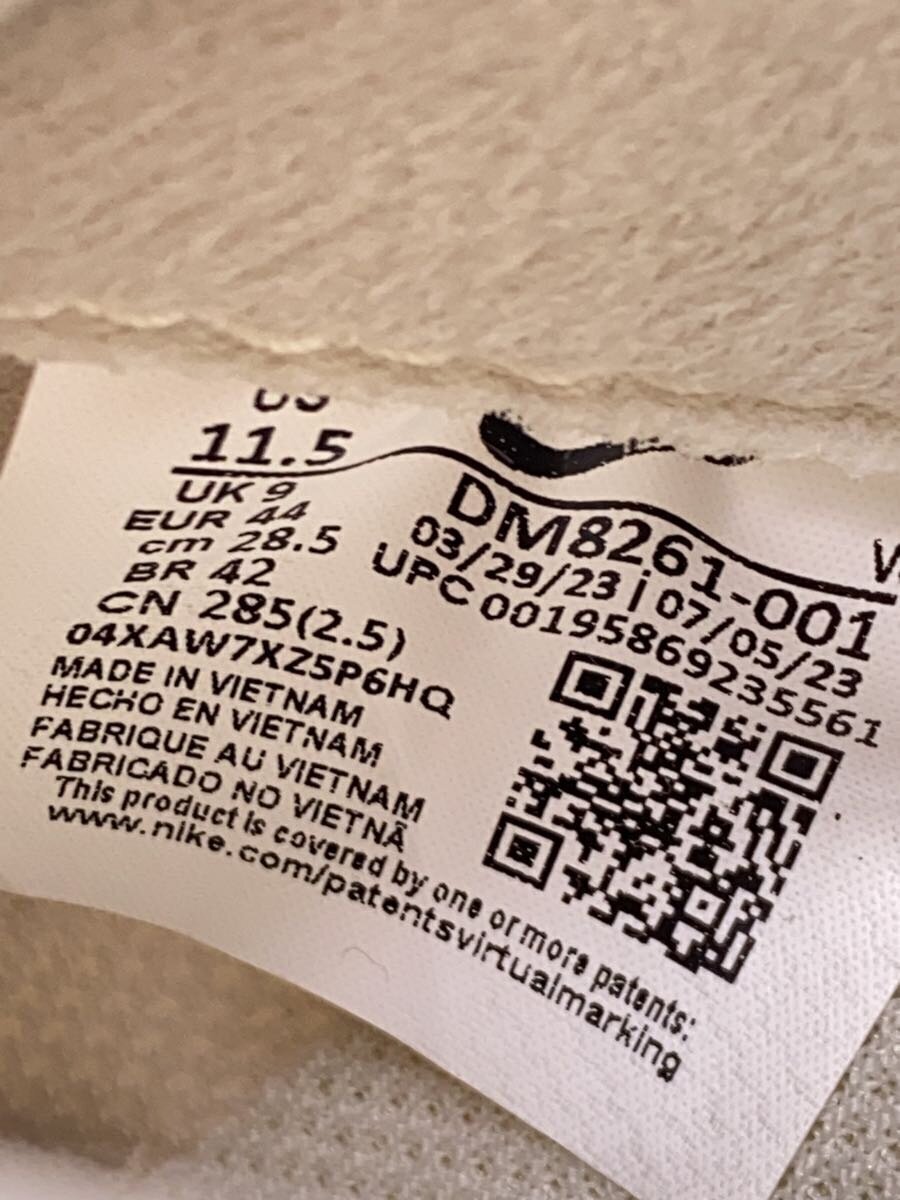 US
11.5
UK 9
EUR 44
cm 28.5
BR 42
CN 285(2.5)
04XAW7XZ5P6HQ
MADE IN VIETNAM
HECHO EN VIETNAM
FABRIQUE AU VIETNAM
FABRICADO NO VIETNÃ
This product is covered by one or more patents:
www.nike.com/patentsvirtualmarking
DM8261-001
03/29/23 j 07/05/23
UPC 00195869235561